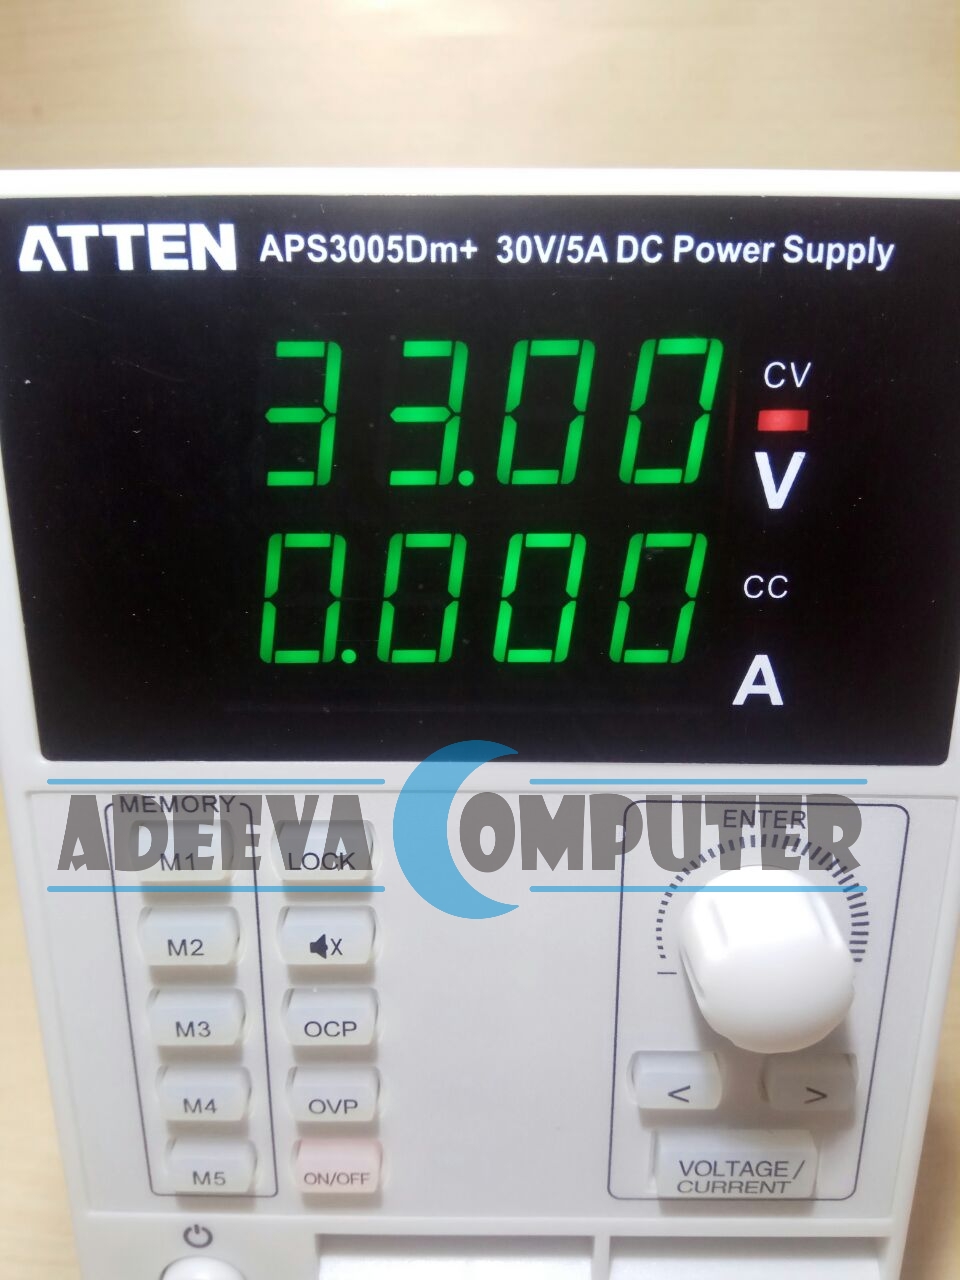 ATTEN APS3005Dm+ 30V/5A DC Power Supply
33.00
CV
V
0.000
CC
A
ADEEVA COMPUTER
MEMORY
ENTER
M1 LOCK
M2 X
M3 OCP
M4 OVP
< >
M5 ON/OFF
VOLTAGE/
CURRENT